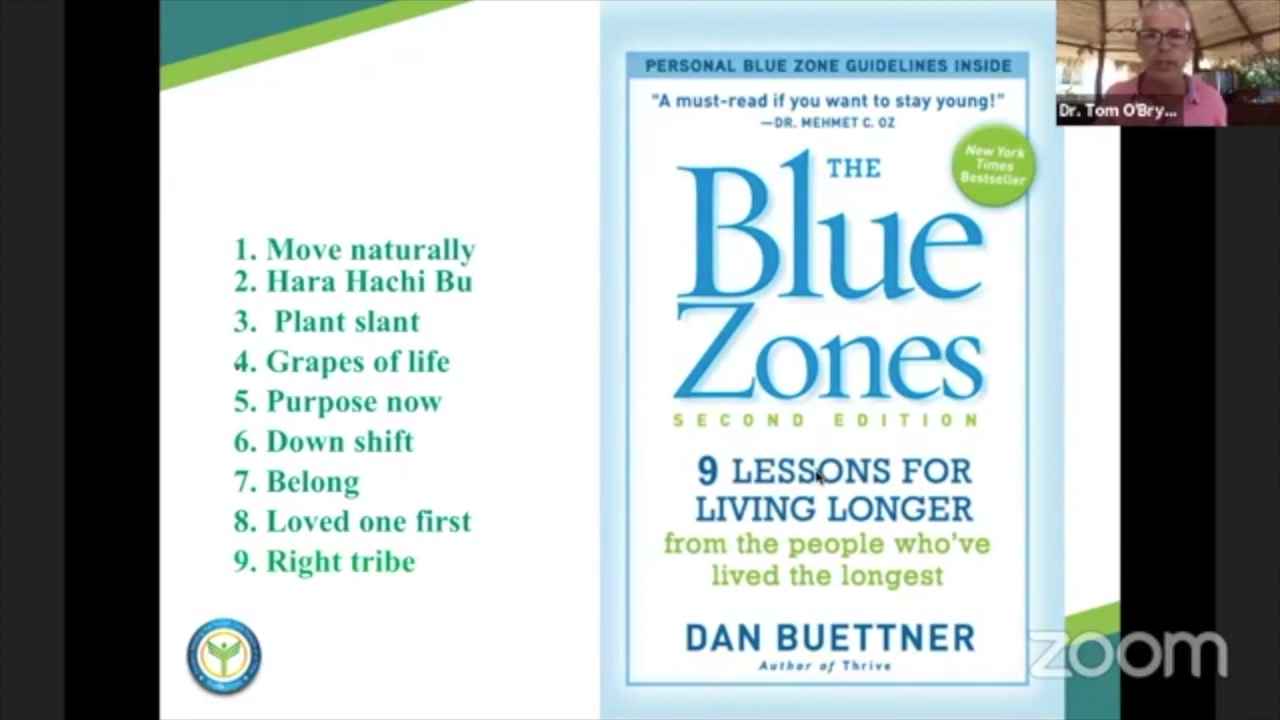 1. Move naturally
2. Hara Hachi Bu
3. Plant slant
4. Grapes of life
5. Purpose now
6. Down shift
7. Belong
8. Loved one first
9. Right tribe
PERSONAL BLUE ZONE GUIDELINES INSIDE
"A must-read if you want to stay young!"
—DR. MEHMET C. OZ
New York
Times
Bestseller
THE
Blue
Zones
SECOND EDITION
9 LESSONS FOR
LIVING LONGER
from the people who've
lived the longest
DAN BUETTNER
Author of Thrive
Dr. Tom O'Bry...
zoom